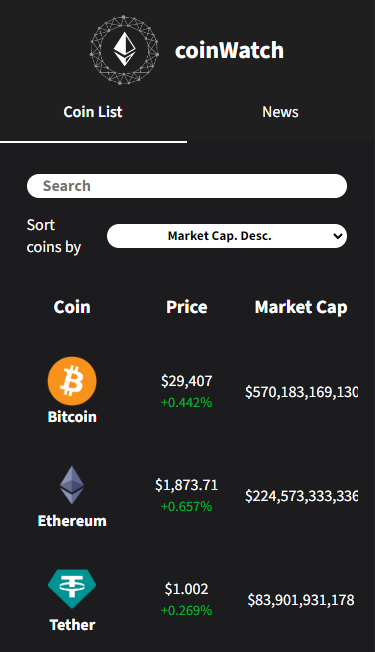 coinWatch
Coin List News
Search
Sort
coins by
Market Cap. Desc.
Coin Price Market Cap
$29,407
+0.442%
$570,183,169,130
Bitcoin
$1,873.71
+0.657%
$224,573,333,336
Ethereum
$1.002
+0.269%
$83,901,931,178
Tether